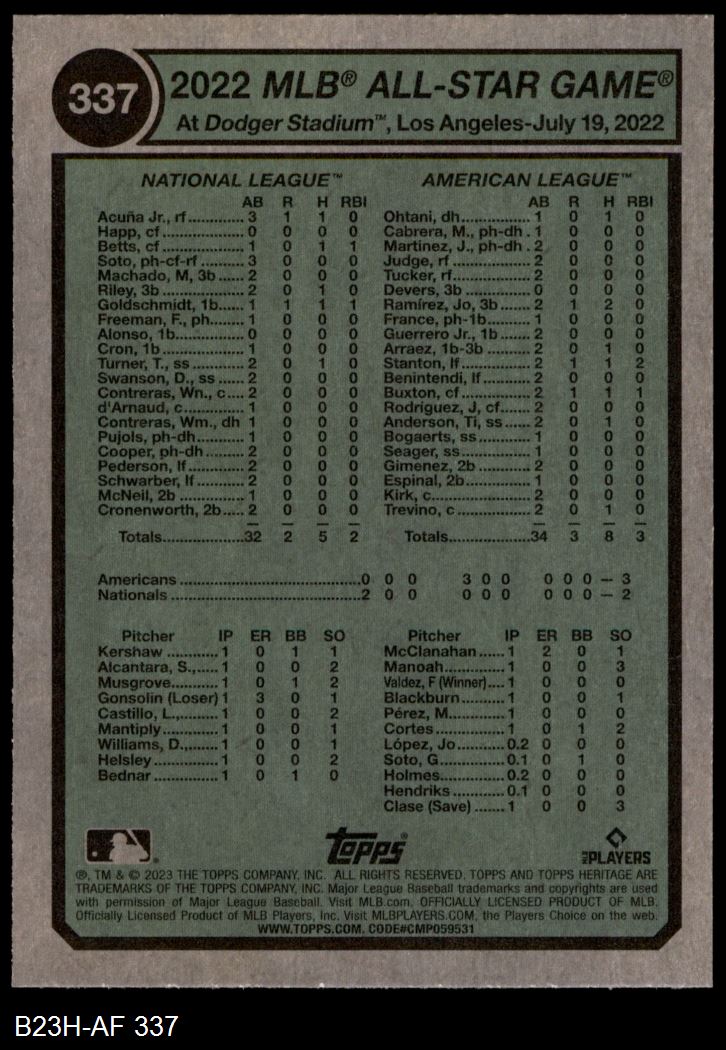 337
2022 MLB® ALL-STAR GAME®
At Dodger Stadium™, Los Angeles-July 19, 2022
NATIONAL LEAGUE™
AB R H RBI
Acuña Jr., rf.............. 3 1 1 0
Happ, cf .................... 0 0 0 0
Betts, cf ..................... 1 0 1 1
Soto, ph-cf-rf ............ 3 0 0 0
Machado, M, 3b ....... 2 0 0 0
Riley, 3b .................... 2 0 1 0
Goldschmidt, 1b....... 1 1 1 1
Freeman, F., ph......... 1 0 0 0
Alonso, 1b................. 0 0 0 0
Cron, 1b .................... 1 0 0 0
Turner, T., ss ............. 2 0 1 0
Swanson, D., ss ....... 2 0 0 0
Contreras, Wn., c.... 2 0 0 0
d'Arnaud, c............... 1 0 0 0
Contreras, Wm., dh 1 0 0 0
Pujols, ph-dh............ 1 0 0 0
Cooper, ph-dh.......... 2 0 0 0
Pederson, lf.............. 2 0 0 0
Schwarber, lf............ 2 0 0 0
McNeil, 2b ................ 1 0 0 0
Cronenworth, 2b..... 2 0 0 0
Totals....................32 2 5 2
AMERICAN LEAGUE™
AB R H RBI
Ohtani, dh................. 1 0 1 0
Cabrera, M., ph-dh . 1 0 0 0
Martinez, J., ph-dh . 2 0 0 0
Judge, rf ................... 2 0 0 0
Tucker, rf................... 2 0 0 0
Devers, 3b ................ 0 0 0 0
Ramírez, Jo, 3b ....... 2 1 2 0
France, ph-1b........... 1 0 0 0
Guerrero Jr., 1b ....... 2 0 0 0
Arraez, 1b-3b ........... 2 0 1 0
Stanton, lf................. 2 1 1 2
Benintendi, lf............ 2 0 0 0
Buxton, cf ................. 2 1 1 1
Rodríguez, J, cf....... 2 0 0 0
Anderson, Ti, ss ...... 2 0 1 0
Bogaerts, ss............. 1 0 0 0
Seager, ss................. 1 0 0 0
Gimenez, 2b ............. 2 0 0 0
Espinal, 2b................ 1 0 0 0
Kirk, c........................ 2 0 0 0
Trevino, c .................. 2 0 1 0
Totals....................34 3 8 3
Americans ..........................................0 0 0 3 0 0 0 0 0 — 3
Nationals ............................................2 0 0 0 0 0 0 0 0 — 2
Pitcher IP ER BB SO
Kershaw ............ 1 0 1 1
Alcantara, S.,..... 1 0 0 2
Musgrove........... 1 0 1 2
Gonsolin (Loser) 1 3 0 1
Castillo, L.,......... 1 0 0 2
Mantiply............. 1 0 0 1
Williams, D.,....... 1 0 0 1
Helsley............... 1 0 0 2
Bednar ............... 1 0 1 0
Pitcher IP ER BB SO
McClanahan ...... 1 2 0 1
Manoah.............. 1 0 0 3
Valdez, F (Winner).... 1 0 0 0
Blackburn........... 1 0 0 1
Pérez, M............. 1 0 0 0
Cortes ................ 1 0 1 2
López, Jo........... 0.2 0 0 0
Soto, G............... 0.1 0 1 0
Holmes............... 0.2 0 0 0
Hendriks ............ 0.1 0 0 0
Clase (Save) ....... 1 0 0 3
Topps®
MLB PLAYERS
®, TM & © 2023 THE TOPPS COMPANY, INC. ALL RIGHTS RESERVED. TOPPS AND TOPPS HERITAGE ARE
TRADEMARKS OF THE TOPPS COMPANY, INC. Major League Baseball trademarks and copyrights are used
with permission of Major League Baseball. Visit MLB.com. OFFICIALLY LICENSED PRODUCT OF MLB.
Officially Licensed Product of MLB Players, Inc. Visit MLBPLAYERS.COM, the Players Choice on the web.
WWW.TOPPS.COM. CODE#CMP059531
B23H-AF 337